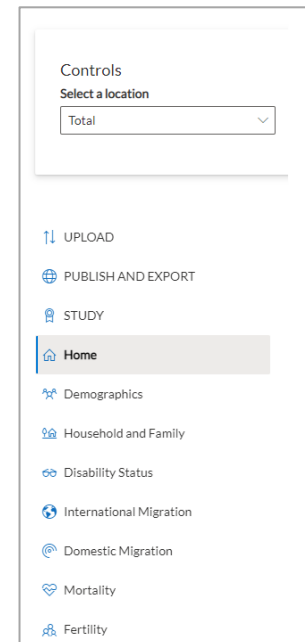 Controls
Select a location
Total
UPLOAD
PUBLISH AND EXPORT
STUDY
Home
Demographics
Household and Family
Disability Status
International Migration
Domestic Migration
Mortality
Fertility